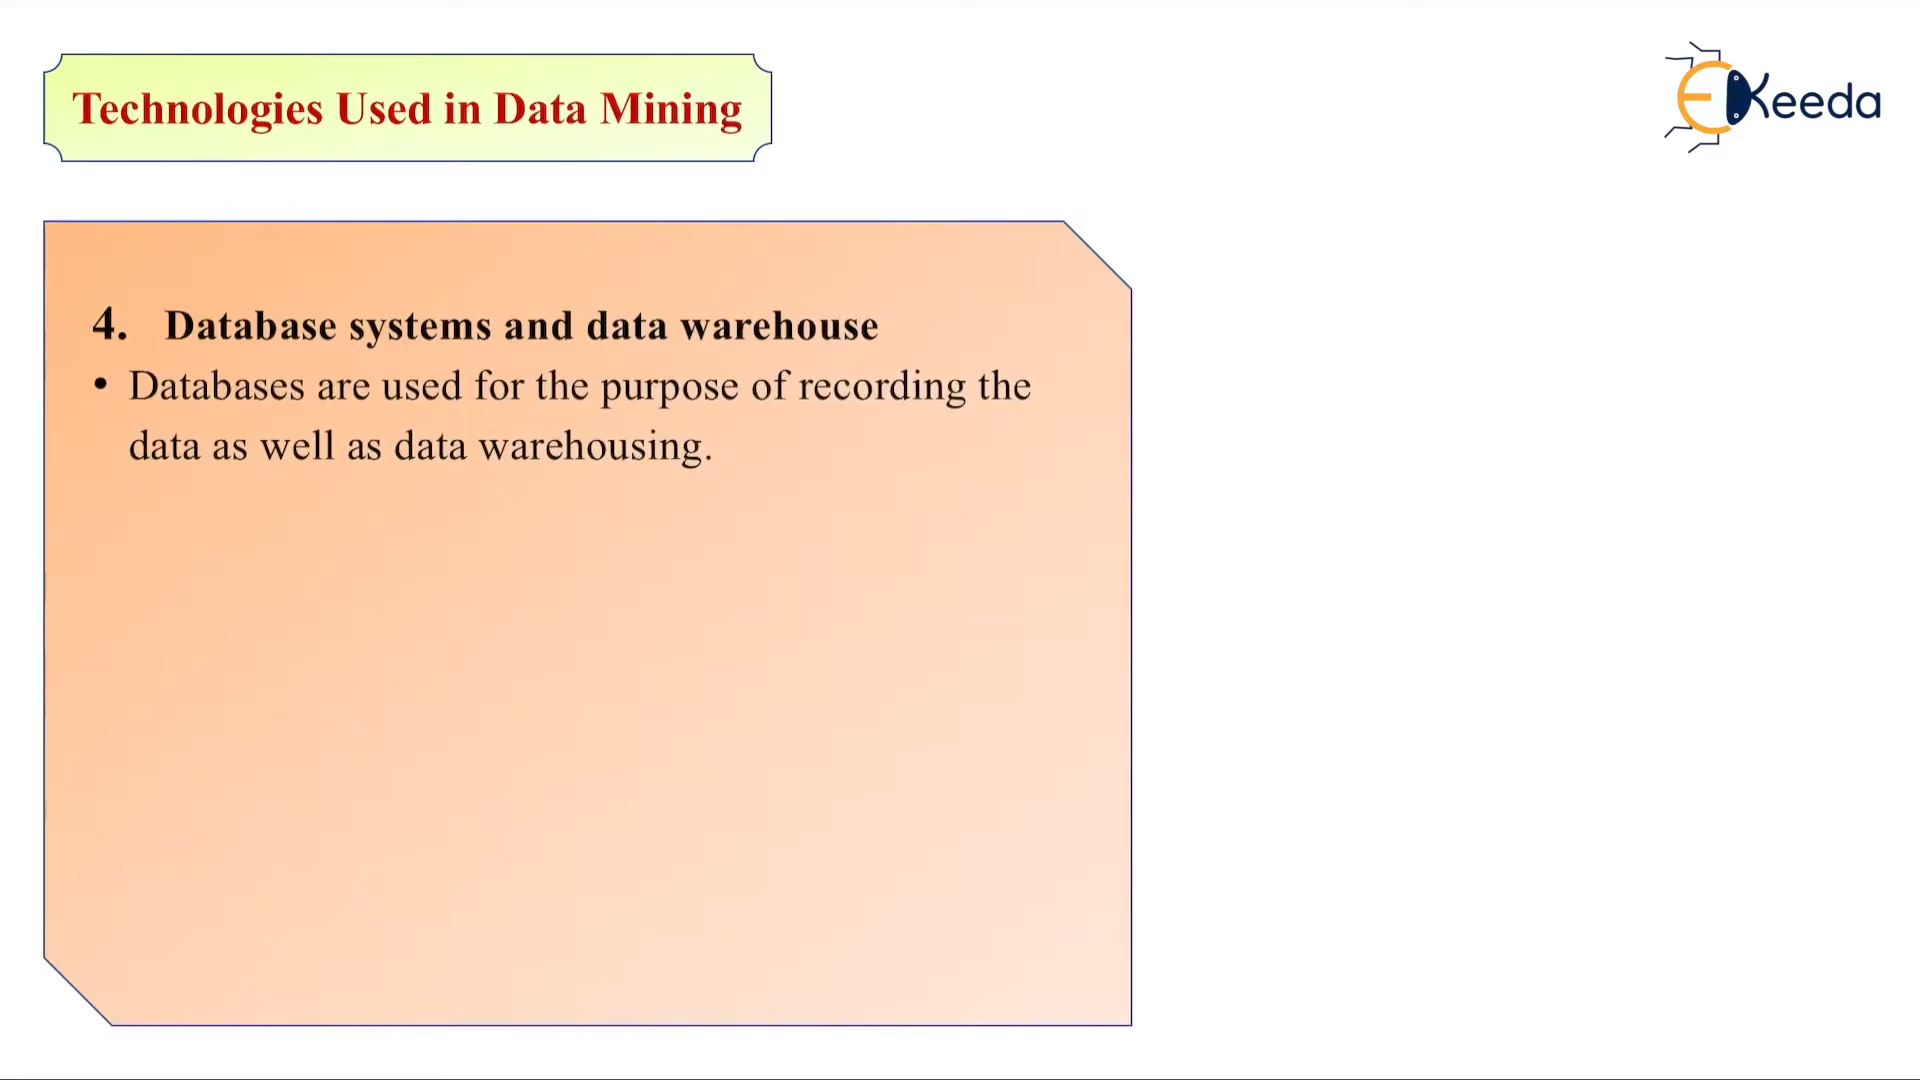 Technologies Used in Data Mining
EKeeda
4. Database systems and data warehouse
• Databases are used for the purpose of recording the
data as well as data warehousing.